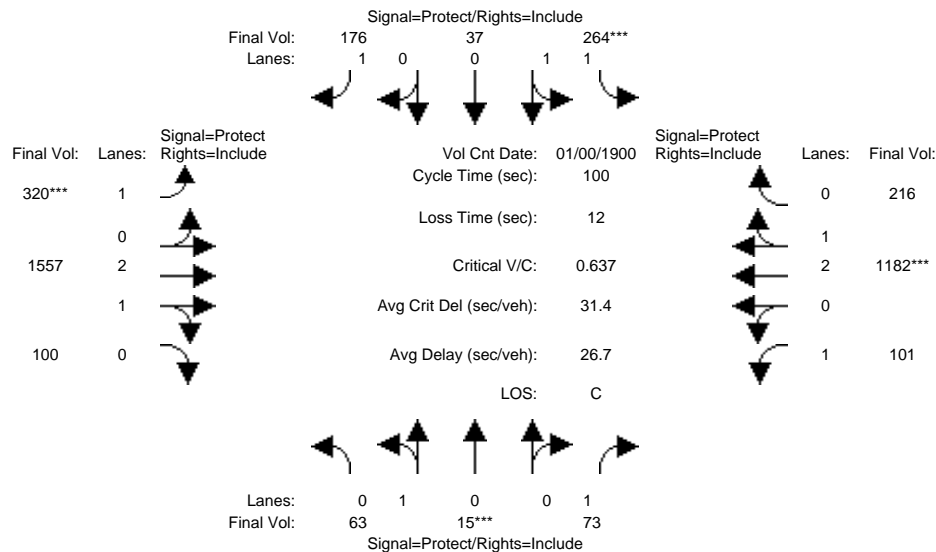 Signal=Protect/Rights=Include
Final Vol: 176 37 264***
Lanes: 1 0 0 1 1
Signal=Protect
Final Vol: Lanes: Rights=Include
Vol Cnt Date: 01/00/1900
Signal=Protect
Rights=Include Lanes: Final Vol:
Cycle Time (sec): 100
320*** 1
0 216
Loss Time (sec): 12
0
1
1557 2
Critical V/C: 0.637
2 1182***
1
Avg Crit Del (sec/veh): 31.4
0
100 0
Avg Delay (sec/veh): 26.7
1 101
LOS: C
Lanes: 0 1 0 0 1
Final Vol: 63 15*** 73
Signal=Protect/Rights=Include